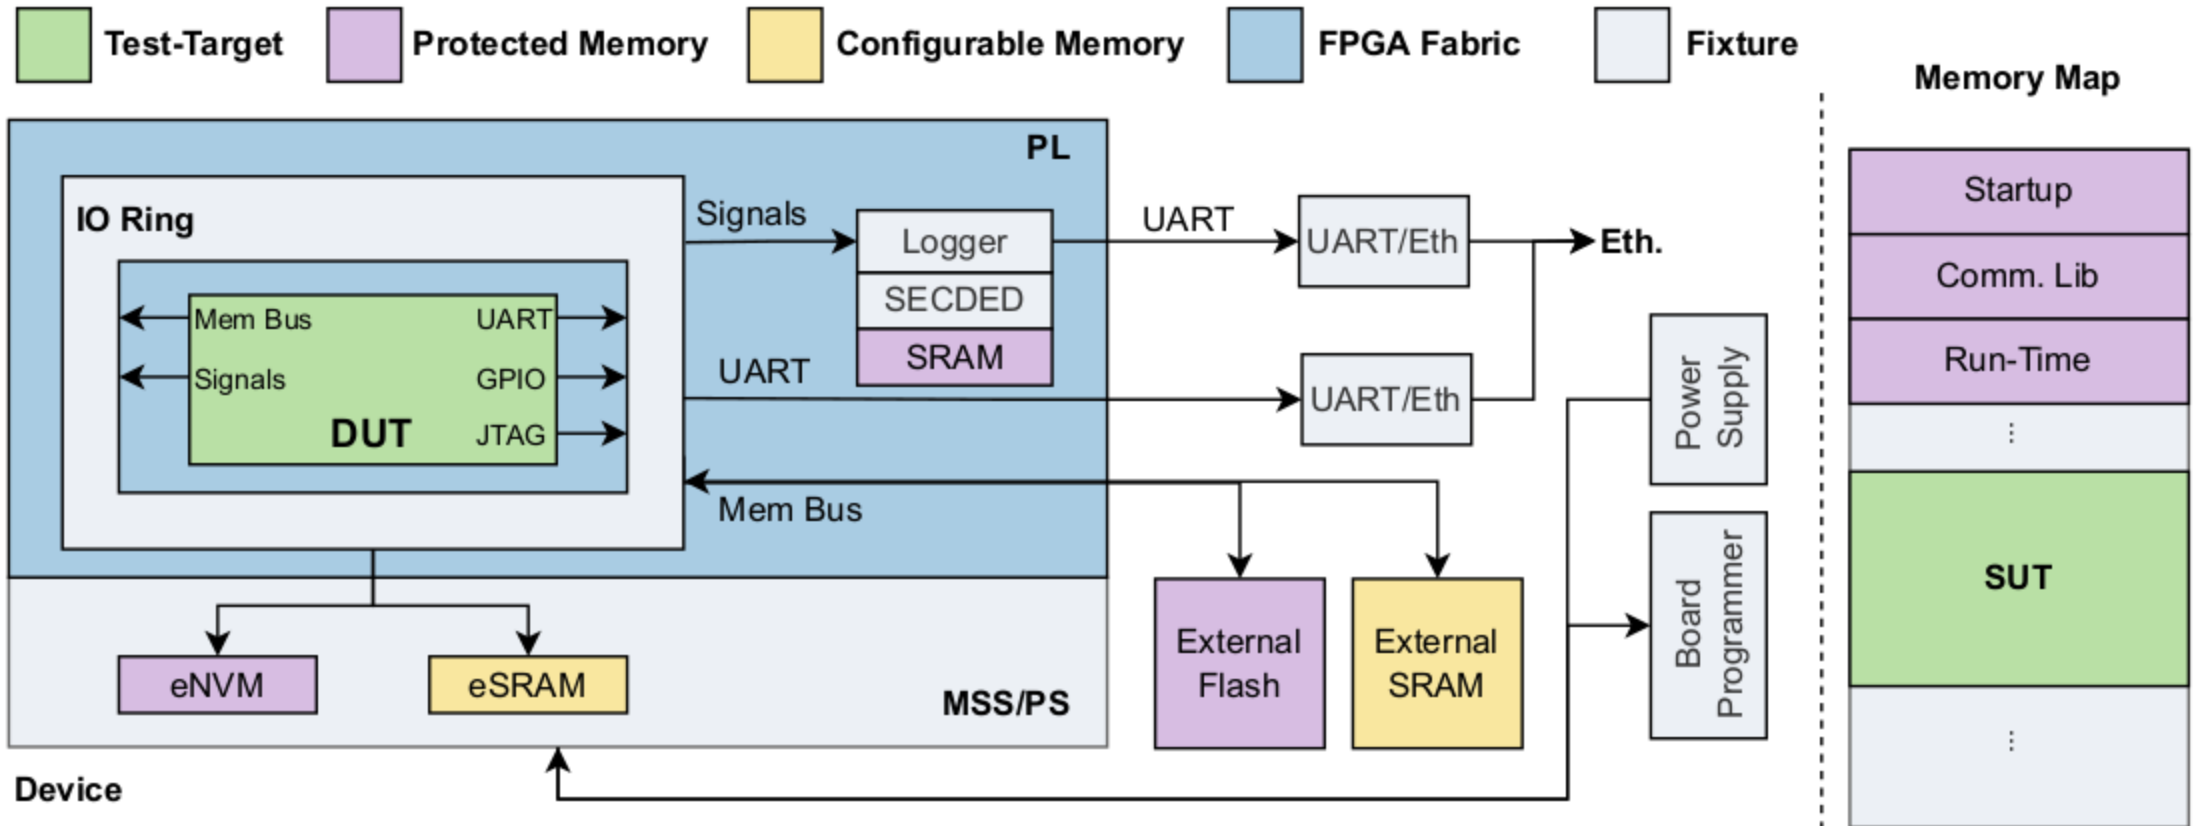 Test-Target
Protected Memory
Configurable Memory
FPGA Fabric
Fixture
Memory Map
PL
IO Ring
Mem Bus
Signals
UART
GPIO
JTAG
DUT
Signals
Logger
SECDED
SRAM
UART
UART/Eth
Eth.
UART
UART/Eth
Mem Bus
External
Flash
External
SRAM
Power
Supply
Board
Programmer
eNVM
eSRAM
MSS/PS
Device
Startup
Comm. Lib
Run-Time
...
SUT
...